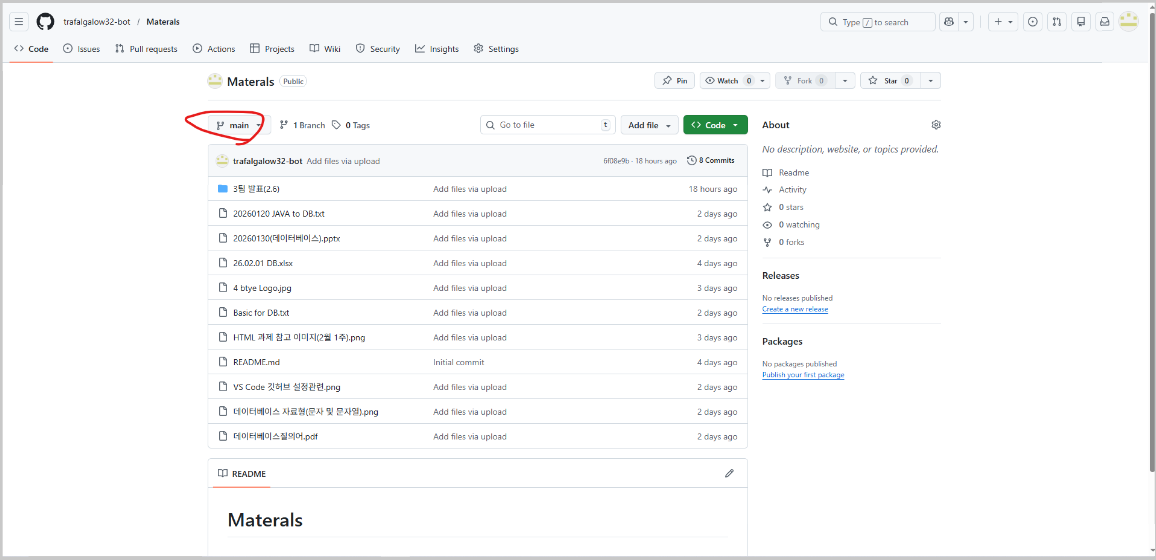 trafalgalow32-bot / Materals
Type / to search
Code Issues Pull requests Actions Projects Wiki Security Insights Settings
Materals Public
Pin Watch 0 Fork 0 Star 0
main 1 Branch 0 Tags
Go to file t
Add file
Code
trafalgalow32-bot Add files via upload 6f08e9b · 18 hours ago 8 Commits
3팀 발표(2.6) Add files via upload 18 hours ago
20260120 JAVA to DB.txt Add files via upload 2 days ago
20260130(데이터베이스).pptx Add files via upload 2 days ago
26.02.01 DB.xlsx Add files via upload 4 days ago
4 btye Logo.jpg Add files via upload 3 days ago
Basic for DB.txt Add files via upload 2 days ago
HTML 과제 참고 이미지(2월 1주).png Add files via upload 3 days ago
README.md Initial commit 4 days ago
VS Code 깃허브 설정관련.png Add files via upload 2 days ago
데이터베이스 자료형(문자 및 문자열).png Add files via upload 2 days ago
데이터베이스질의어.pdf Add files via upload 2 days ago
README
Materals
About
No description, website, or topics provided.
Readme
Activity
0 stars
0 watching
0 forks
Releases
No releases published
Create a new release
Packages
No packages published
Publish your first package